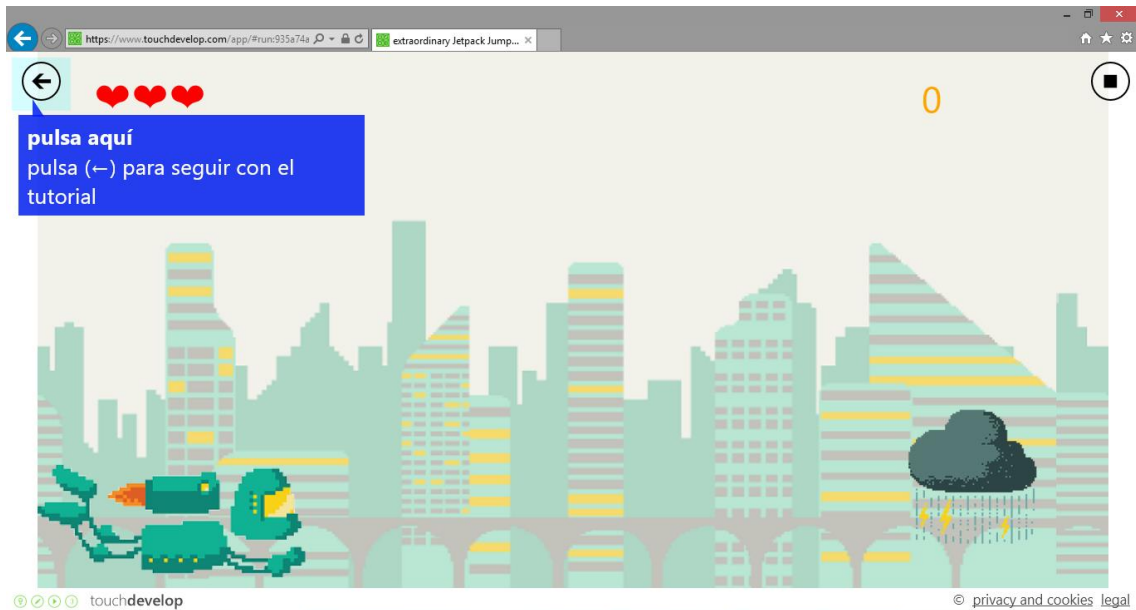 https://www.touchdevelop.com/app/#run:935a74a
extraordinary Jetpack Jump...
0
pulsa aquí
pulsa (←) para seguir con el
tutorial
touchdevelop
© privacy and cookies legal